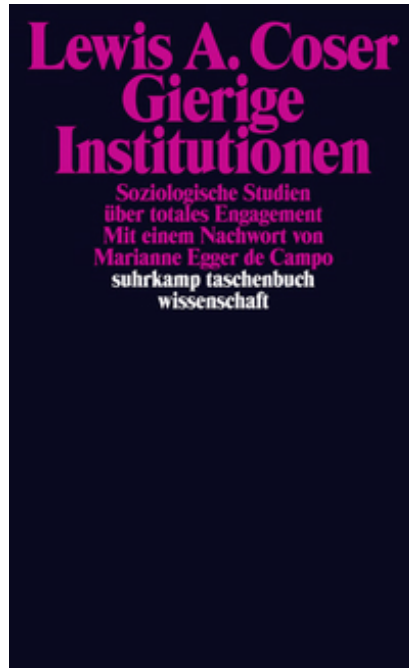 Lewis A. Coser
Gierige
Institutionen
Soziologische Studien
über totales Engagement
Mit einem Nachwort von
Marianne Egger de Campo
suhrkamp taschenbuch
wissenschaft